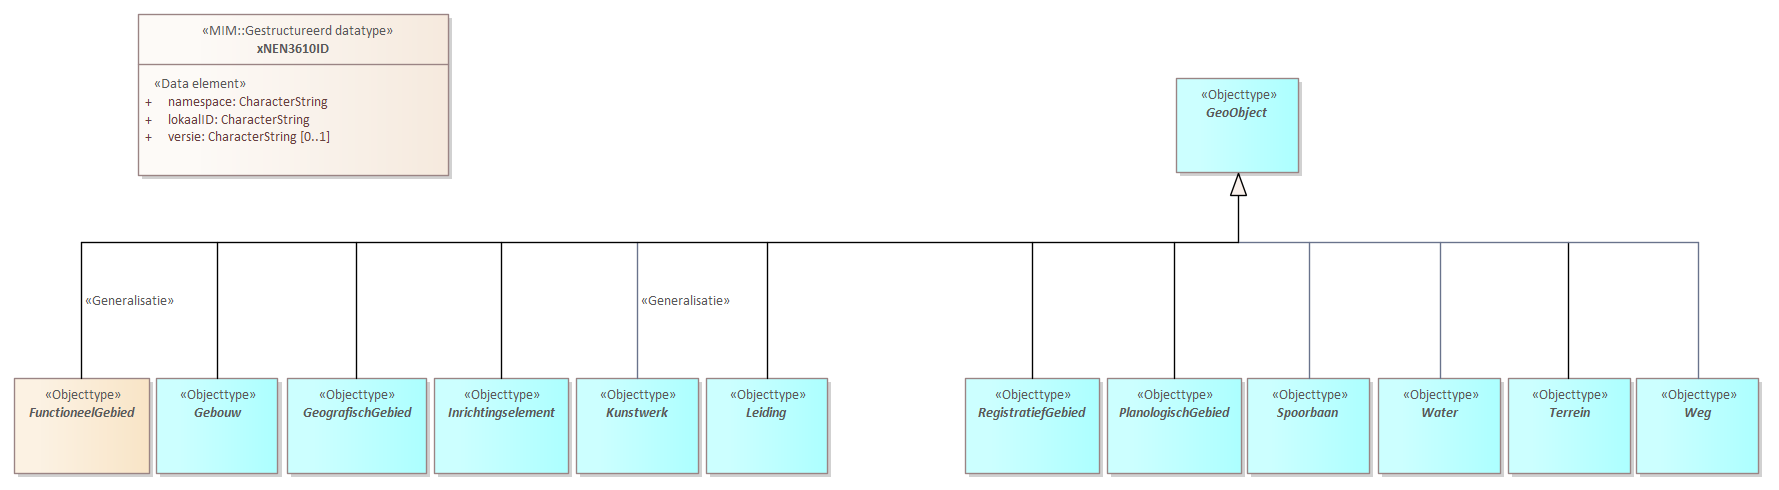 «MIM::Gestructureerd datatype»
xNEN3610ID
«Data element»
+ namespace: CharacterString
+ lokaalID: CharacterString
+ versie: CharacterString [0..1]
«Objecttype»
GeoObject
«Generalisatie»
«Generalisatie»
«Objecttype»
FunctioneelGebied
«Objecttype»
Gebouw
«Objecttype»
GeografischGebied
«Objecttype»
Inrichtingselement
«Objecttype»
Kunstwerk
«Objecttype»
Leiding
«Objecttype»
RegistratiefGebied
«Objecttype»
PlanologischGebied
«Objecttype»
Spoorbaan
«Objecttype»
Water
«Objecttype»
Terrein
«Objecttype»
Weg